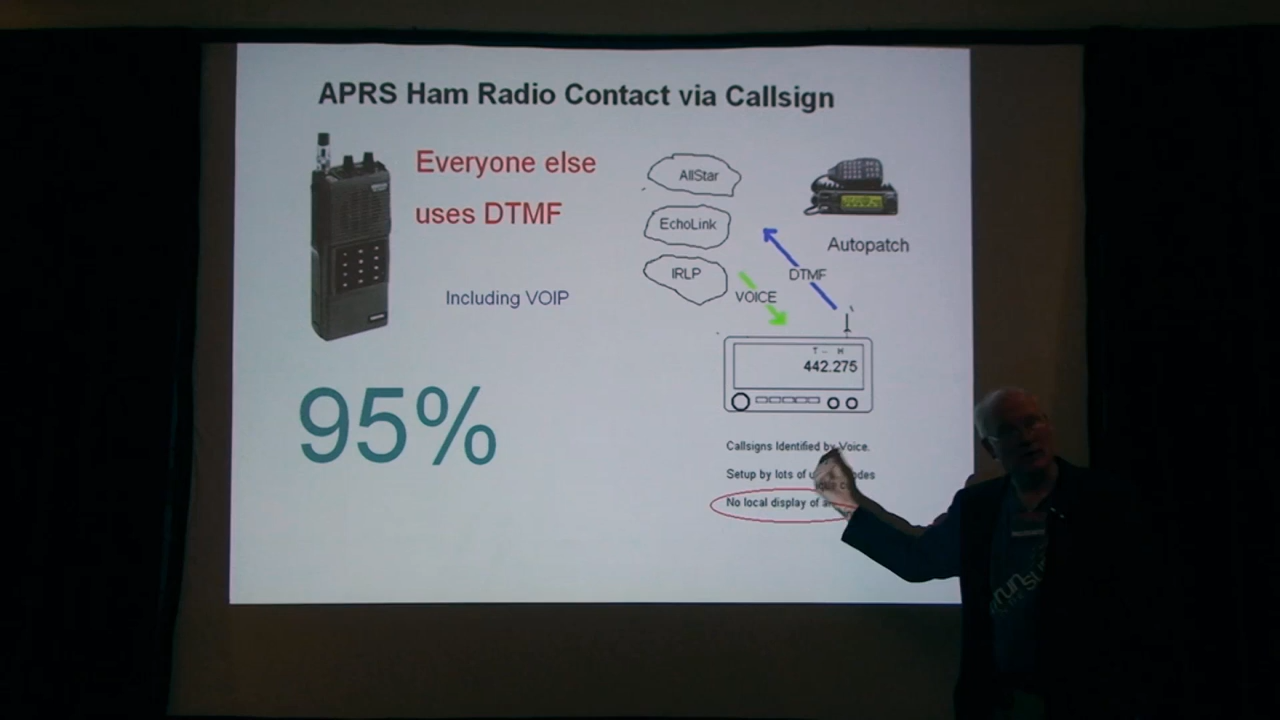 APRS Ham Radio Contact via Callsign
Everyone else
uses DTMF
Including VOIP
95%
AllStar
EchoLink
IRLP
Autopatch
DTMF
VOICE
T - M
442.275
Callsigns Identified by Voice.
Setup by lots of
No local display of
run